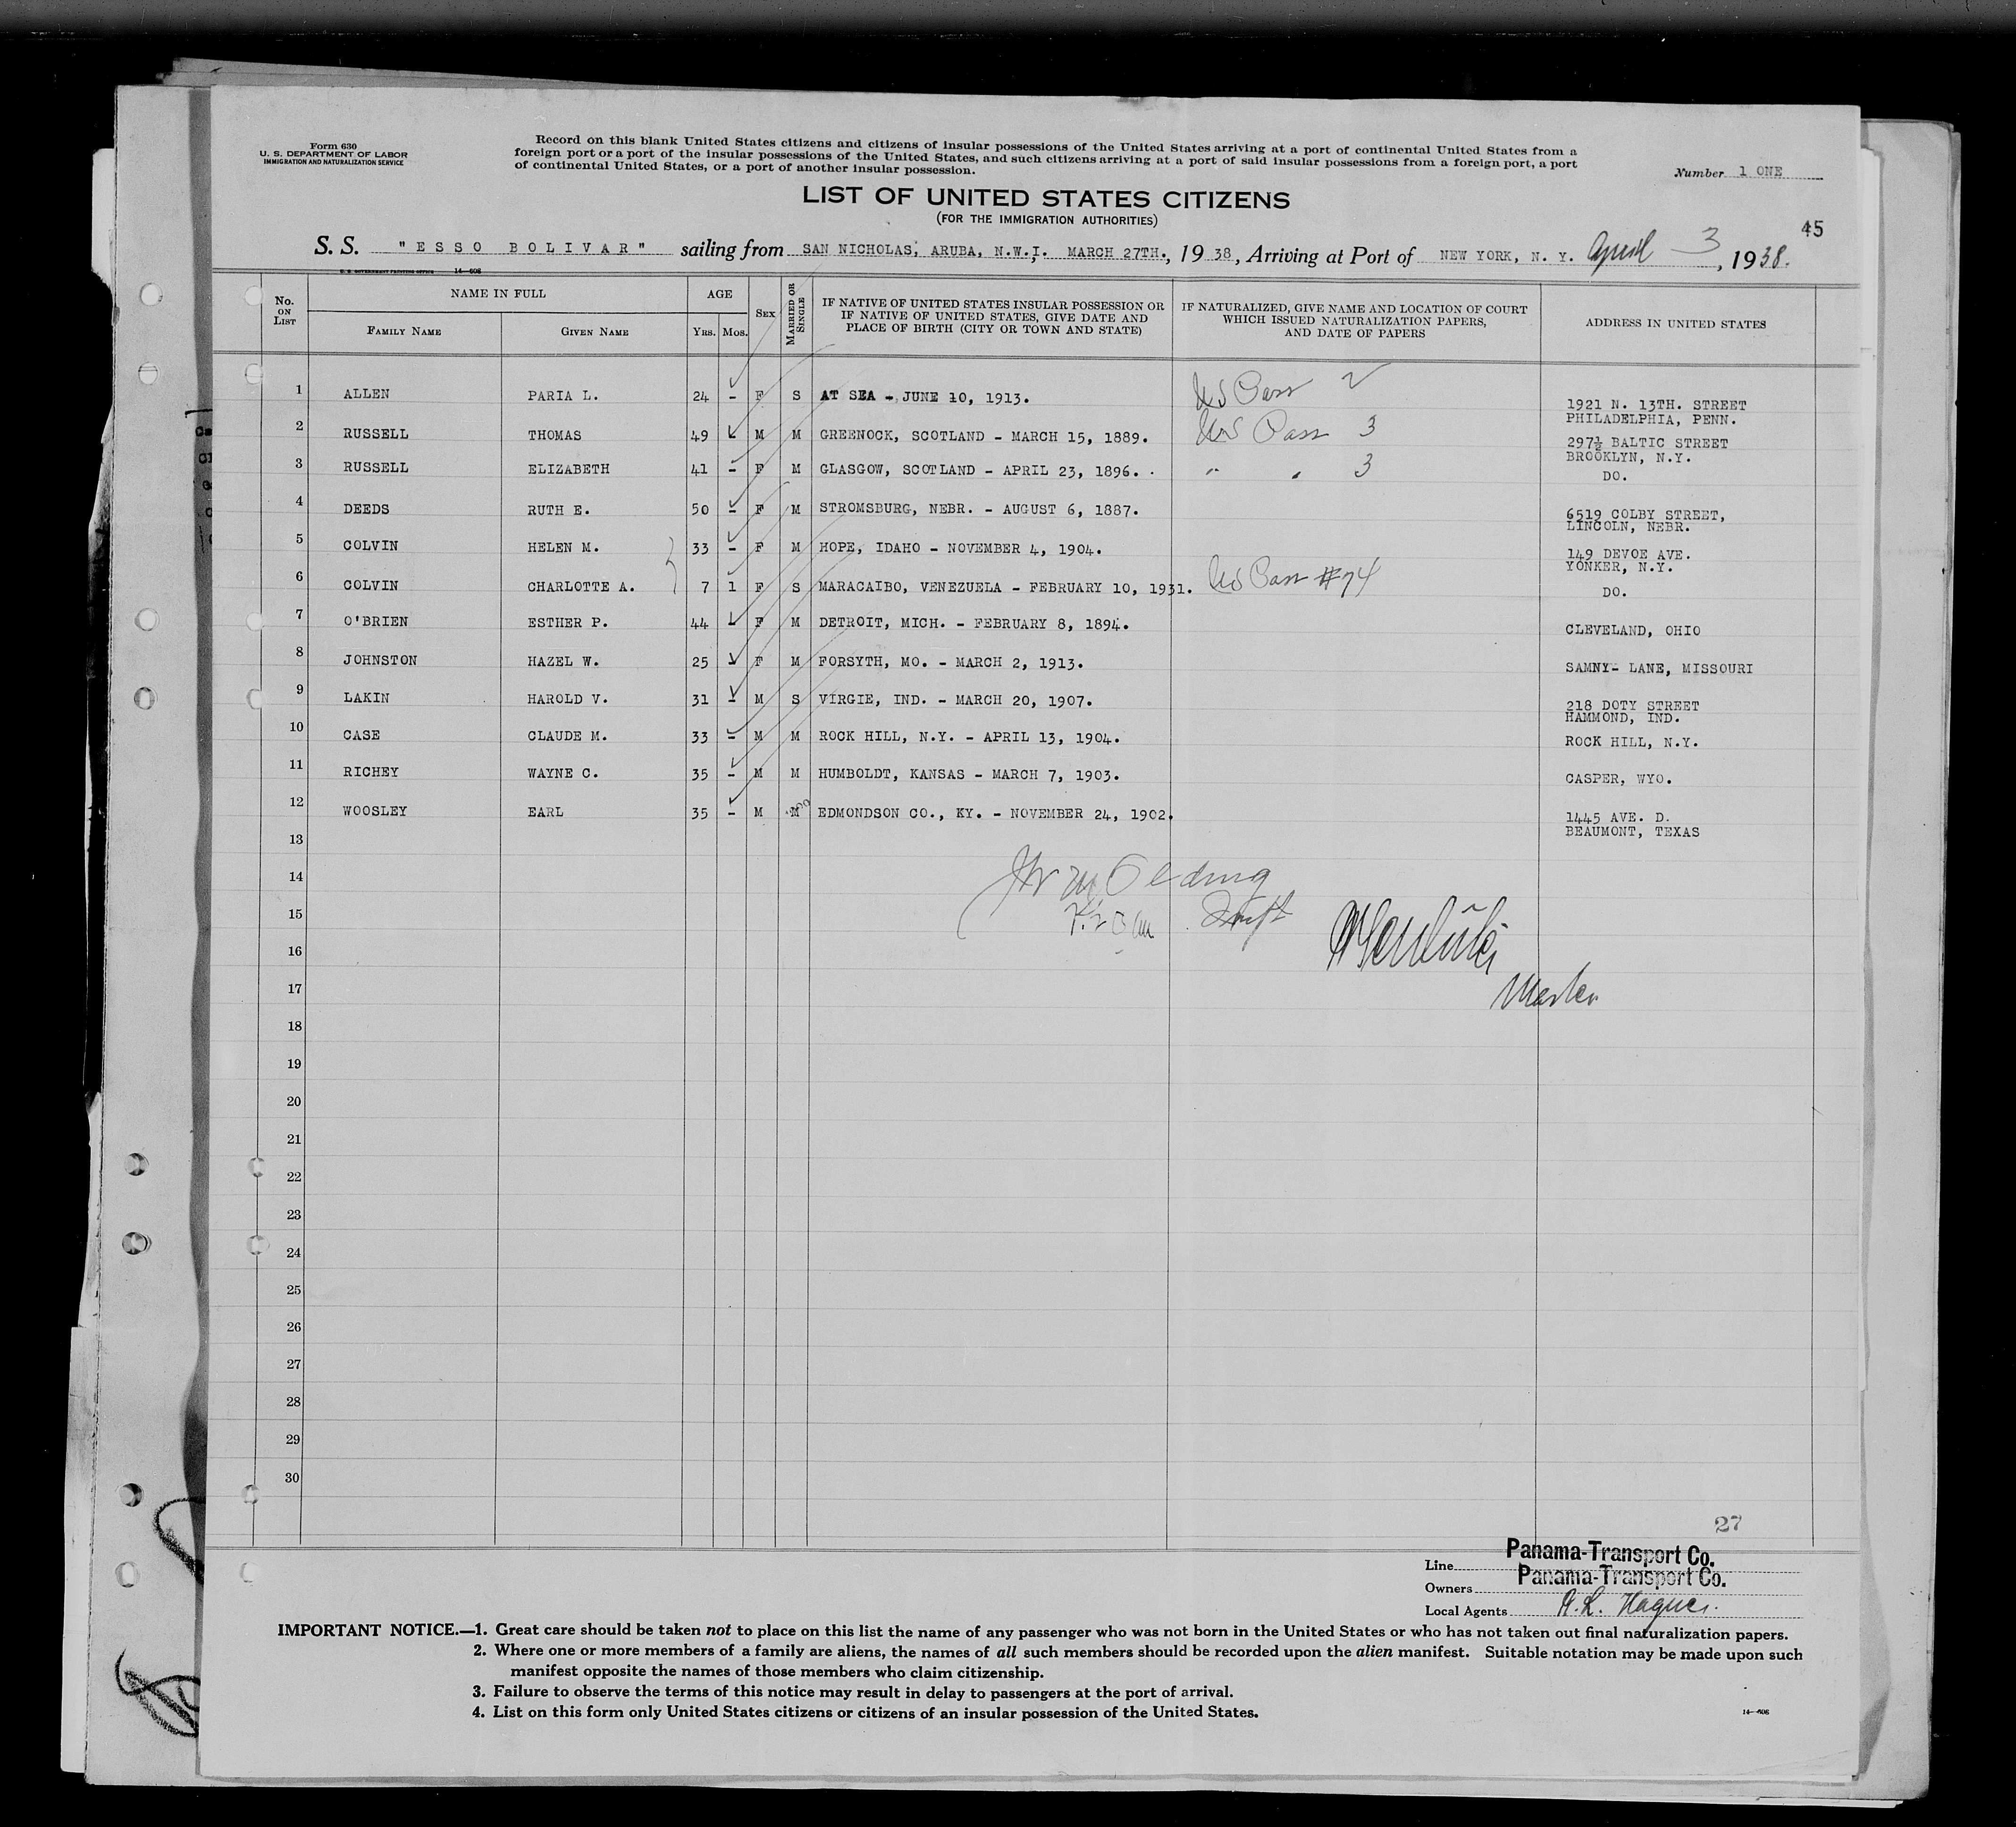 Form 630
U. S. DEPARTMENT OF LABOR
IMMIGRATION AND NATURALIZATION SERVICE
Record on this blank United States citizens and citizens of insular possessions of the United States arriving at a port of continental United States from a
foreign port or a port of the insular possessions of the United States, and such citizens arriving at a port of said insular possessions from a foreign port, a port
of continental United States, or a port of another insular possession.
Number 1 ONE
LIST OF UNITED STATES CITIZENS
(FOR THE IMMIGRATION AUTHORITIES)
45
S. S. "ESSO BOLIVAR" sailing from SAN NICHOLAS, ARUBA, N.W.I. MARCH 27TH., 19 38, Arriving at Port of NEW YORK, N. Y. April 3, 1938.
U. S. GOVERNMENT PRINTING OFFICE 14—606
No. ON LIST
NAME IN FULL
FAMILY NAME GIVEN NAME
AGE
YRS. MOS.
SEX
MARRIED OR SINGLE
IF NATIVE OF UNITED STATES INSULAR POSSESSION OR
IF NATIVE OF UNITED STATES, GIVE DATE AND
PLACE OF BIRTH (CITY OR TOWN AND STATE)
IF NATURALIZED, GIVE NAME AND LOCATION OF COURT
WHICH ISSUED NATURALIZATION PAPERS,
AND DATE OF PAPERS
ADDRESS IN UNITED STATES
1 ALLEN PARIA L. 24 - F S AT SEA - JUNE 10, 1913. US Pass 1921 N. 13TH. STREET
PHILADELPHIA, PENN.
2 RUSSELL THOMAS 49 - M M GREENOCK, SCOTLAND - MARCH 15, 1889. US Pass 3 297½ BALTIC STREET
BROOKLYN, N.Y.
3 RUSSELL ELIZABETH 41 - F M GLASGOW, SCOTLAND - APRIL 23, 1896. " " 3 DO.
4 DEEDS RUTH E. 50 - F M STROMSBURG, NEBR. - AUGUST 6, 1887. 6519 COLBY STREET,
LINCOLN, NEBR.
5 COLVIN HELEN M. 33 - F M HOPE, IDAHO - NOVEMBER 4, 1904. 149 DEVOE AVE.
YONKER, N.Y.
6 COLVIN CHARLOTTE A. 7 1 F S MARACAIBO, VENEZUELA - FEBRUARY 10, 1931. US Pass #74 DO.
7 O'BRIEN ESTHER P. 44 - F M DETROIT, MICH. - FEBRUARY 8, 1894. CLEVELAND, OHIO
8 JOHNSTON HAZEL W. 25 - F M FORSYTH, MO. - MARCH 2, 1913. SAMNY- LANE, MISSOURI
9 LAKIN HAROLD V. 31 - M S VIRGIE, IND. - MARCH 20, 1907. 218 DOTY STREET
HAMMOND, IND.
10 CASE CLAUDE M. 33 - M M ROCK HILL, N.Y. - APRIL 13, 1904. ROCK HILL, N.Y.
11 RICHEY WAYNE C. 35 - M M HUMBOLDT, KANSAS - MARCH 7, 1903. CASPER, WYO.
12 WOOSLEY EARL 35 - M M EDMONDSON CO., KY. - NOVEMBER 24, 1902. 1445 AVE. D.
BEAUMONT, TEXAS
13
14
15
16
17 Master
18
19
20
21
22
23
24
25
26
27
28
29
30
27
Line Panama-Transport Co.
Owners Panama-Transport Co.
Local Agents
IMPORTANT NOTICE.—1. Great care should be taken not to place on this list the name of any passenger who was not born in the United States or who has not taken out final naturalization papers.
2. Where one or more members of a family are aliens, the names of all such members should be recorded upon the alien manifest. Suitable notation may be made upon such
manifest opposite the names of those members who claim citizenship.
3. Failure to observe the terms of this notice may result in delay to passengers at the port of arrival.
4. List on this form only United States citizens or citizens of an insular possession of the United States.
14—606